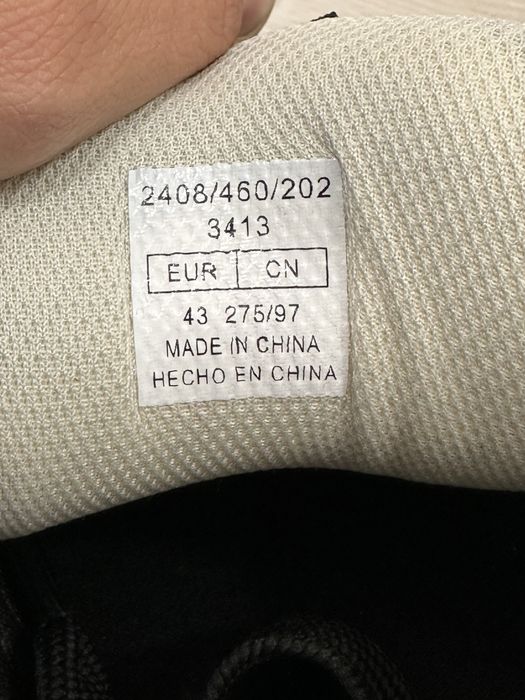 2408/460/202
3413
EUR CN
43 275/97
MADE IN CHINA
HECHO EN CHINA